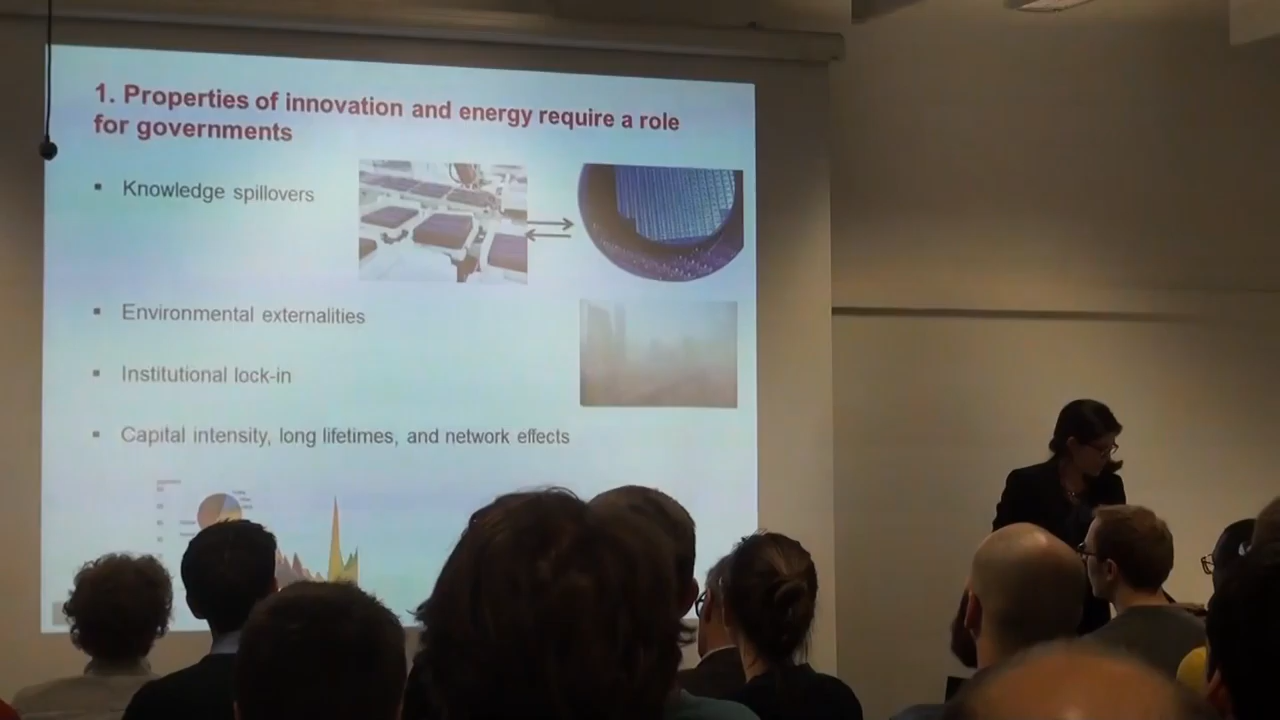 1. Properties of innovation and energy require a role
for governments
▪ Knowledge spillovers
▪ Environmental externalities
▪ Institutional lock-in
▪ Capital intensity, long lifetimes, and network effects